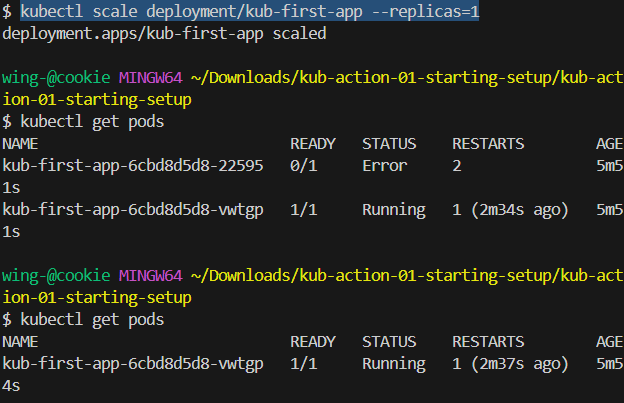 $ kubectl scale deployment/kub-first-app --replicas=1
deployment.apps/kub-first-app scaled
wing-@cookie MINGW64 ~/Downloads/kub-action-01-starting-setup/kub-act
ion-01-starting-setup
$ kubectl get pods
NAME READY STATUS RESTARTS AGE
kub-first-app-6cbd8d5d8-22595 0/1 Error 2 5m5
1s
kub-first-app-6cbd8d5d8-vwtgp 1/1 Running 1 (2m34s ago) 5m5
1s
wing-@cookie MINGW64 ~/Downloads/kub-action-01-starting-setup/kub-act
ion-01-starting-setup
$ kubectl get pods
NAME READY STATUS RESTARTS AGE
kub-first-app-6cbd8d5d8-vwtgp 1/1 Running 1 (2m37s ago) 5m5
4s